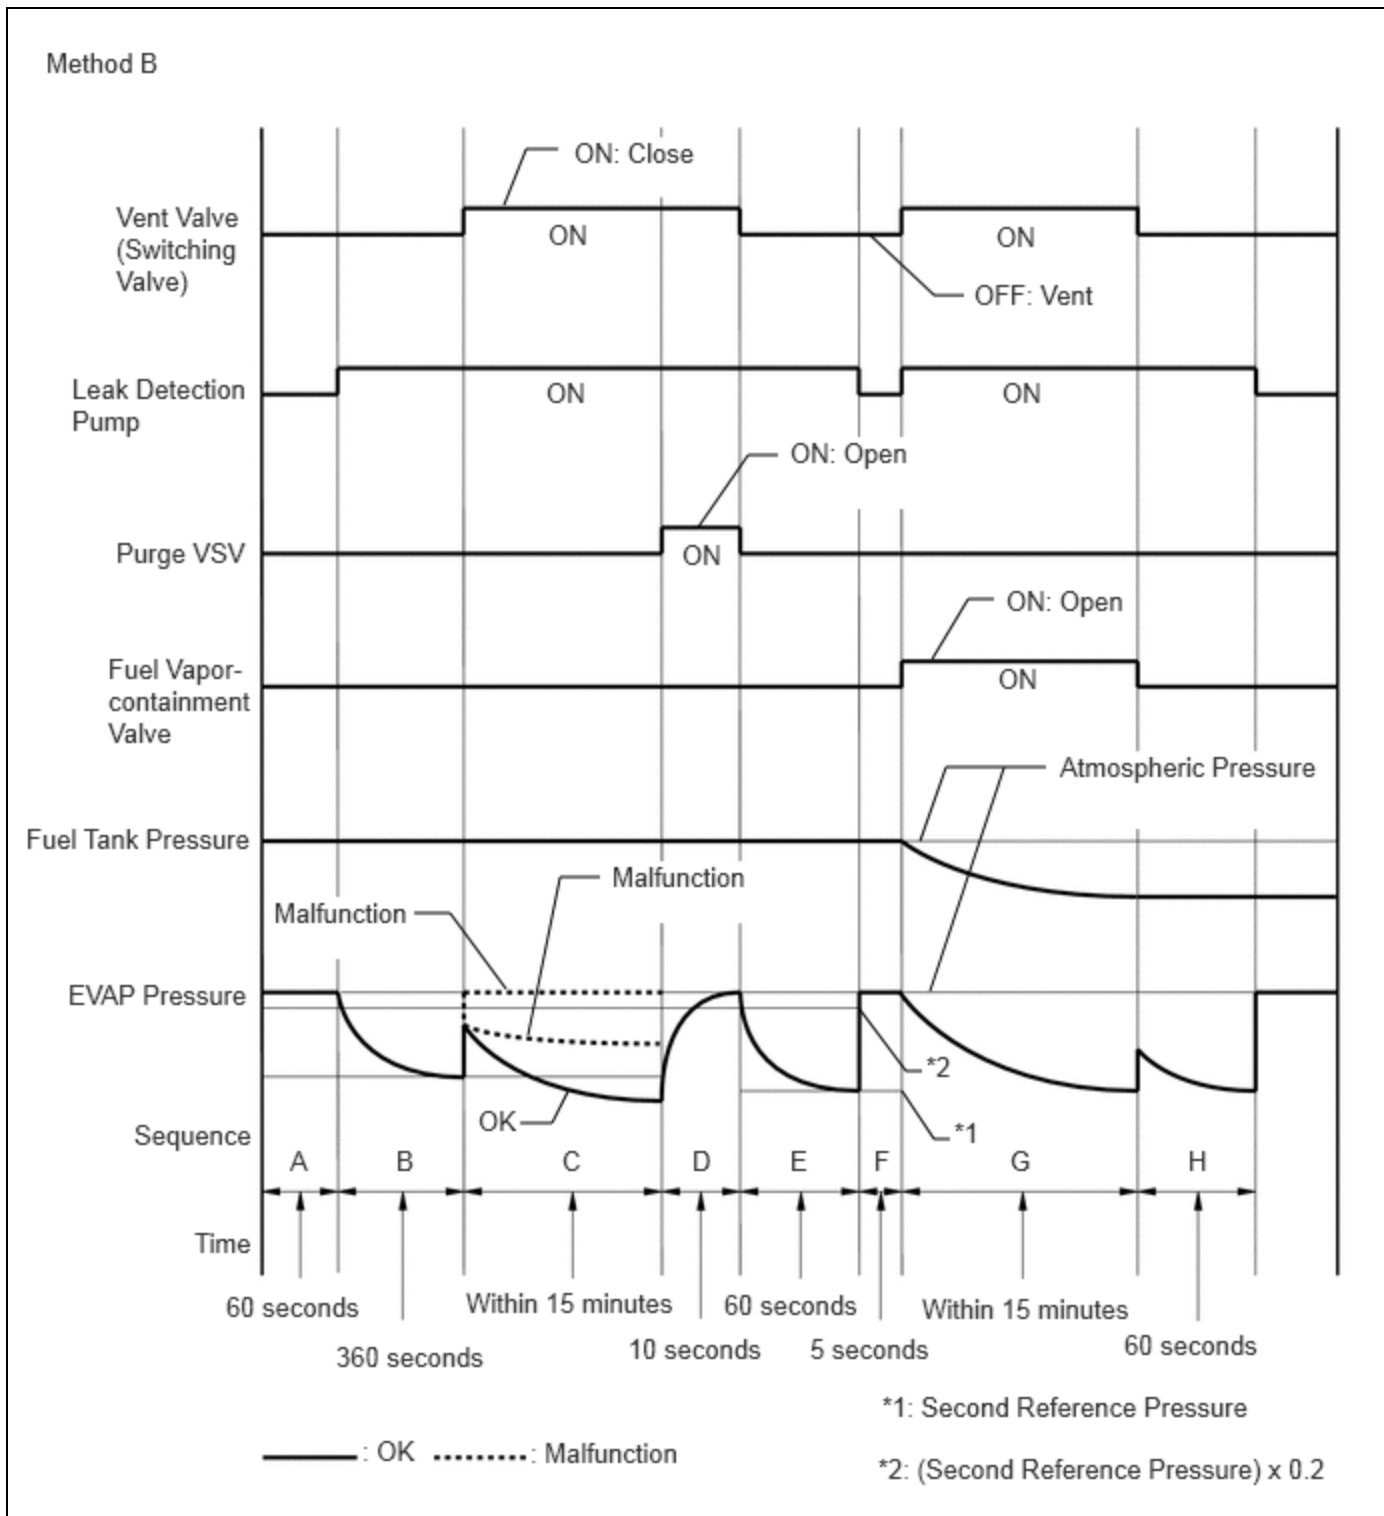 Method B
ON: Close
Vent Valve
(Switching
Valve)
ON
ON
OFF: Vent
Leak Detection
Pump
ON
ON
ON: Open
Purge VSV
ON
ON: Open
Fuel Vapor-
containment
Valve
ON
Atmospheric Pressure
Fuel Tank Pressure
Malfunction
Malfunction
EVAP Pressure
*2
OK
*1
Sequence
A B C D E F G H
Time
60 seconds
Within 15 minutes
60 seconds
Within 15 minutes
360 seconds
10 seconds
5 seconds
60 seconds
*1: Second Reference Pressure
: OK
: Malfunction
*2: (Second Reference Pressure) x 0.2